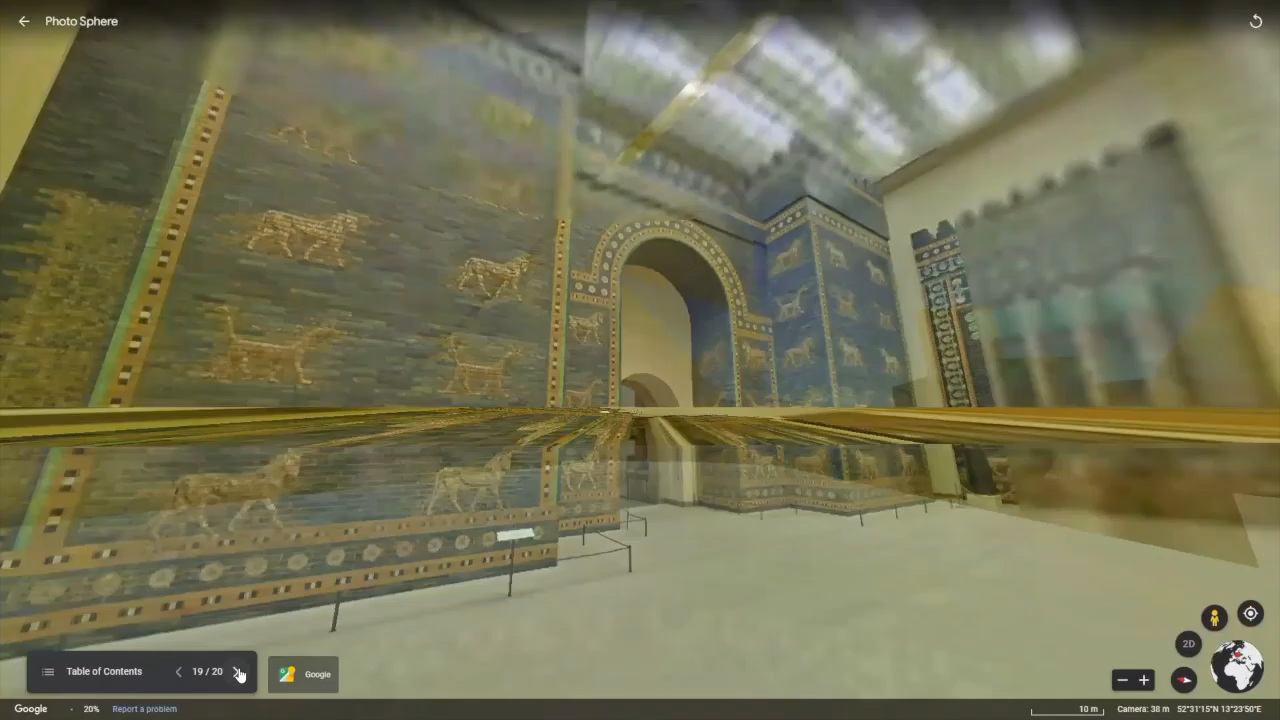 Photo Sphere
Table of Contents
19 / 20
Google
2D
Google
20%
Report a problem
10 m
Camera: 38 m
52°31'15"N 13°23'50"E